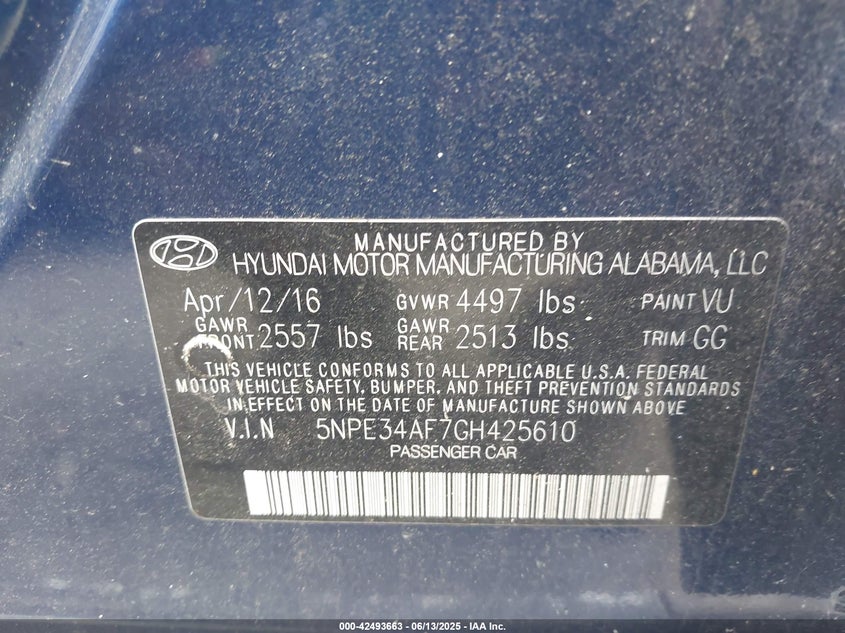 MANUFACTURED BY
HYUNDAI MOTOR MANUFACTURING ALABAMA, LLC
Apr/12/16 GVWR 4497 lbs PAINT VU
GAWR FRONT 2557 lbs GAWR REAR 2513 lbs TRIM GG
THIS VEHICLE CONFORMS TO ALL APPLICABLE U.S.A. FEDERAL
MOTOR VEHICLE SAFETY, BUMPER, AND THEFT PREVENTION STANDARDS
IN EFFECT ON THE DATE OF MANUFACTURE SHOWN ABOVE
V.I.N 5NPE34AF7GH425610
PASSENGER CAR
000-42493663 - 06/13/2025 - IAA Inc.